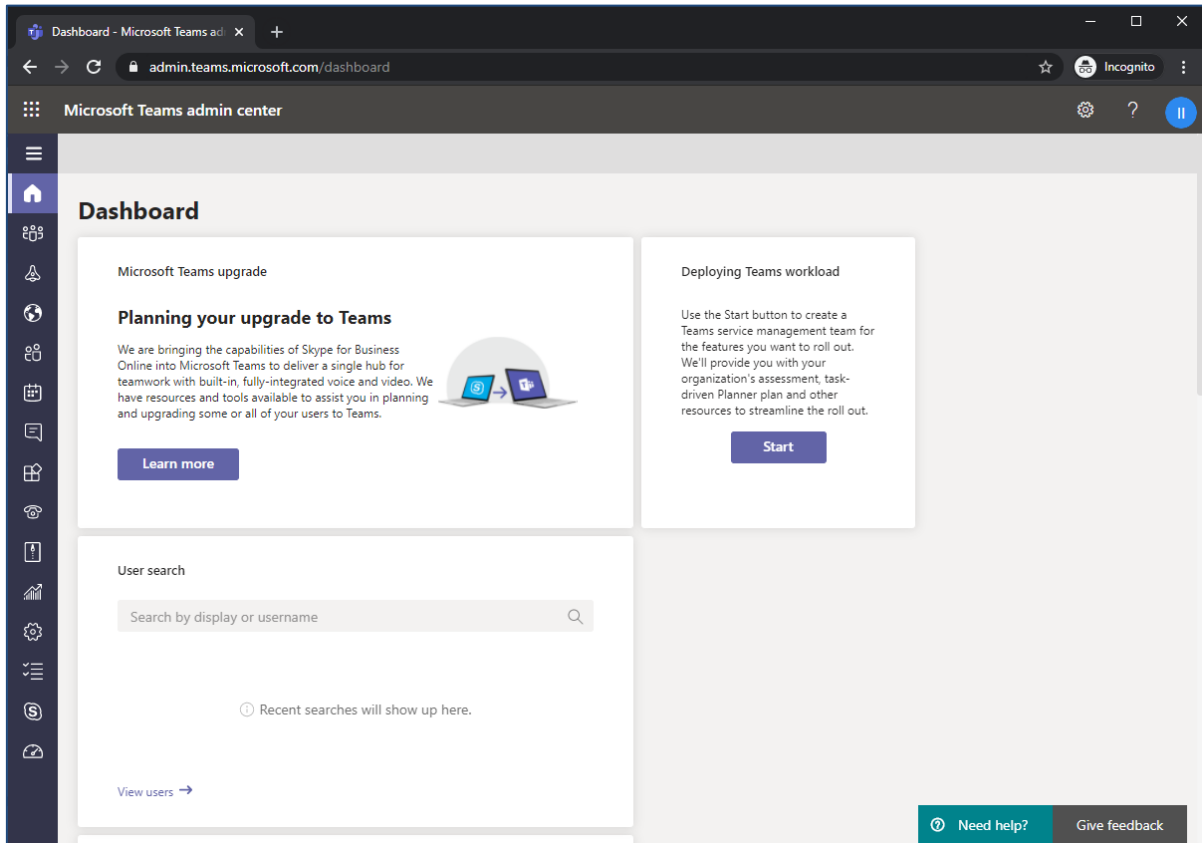 Dashboard - Microsoft Teams ad
admin.teams.microsoft.com/dashboard
Incognito
Microsoft Teams admin center
?
II
Dashboard
Microsoft Teams upgrade
Planning your upgrade to Teams
We are bringing the capabilities of Skype for Business
Online into Microsoft Teams to deliver a single hub for
teamwork with built-in, fully-integrated voice and video. We
have resources and tools available to assist you in planning
and upgrading some or all of your users to Teams.
Learn more
Deploying Teams workload
Use the Start button to create a
Teams service management team for
the features you want to roll out.
We'll provide you with your
organization's assessment, task-
driven Planner plan and other
resources to streamline the roll out.
Start
User search
Search by display or username
Recent searches will show up here.
View users
Need help?
Give feedback